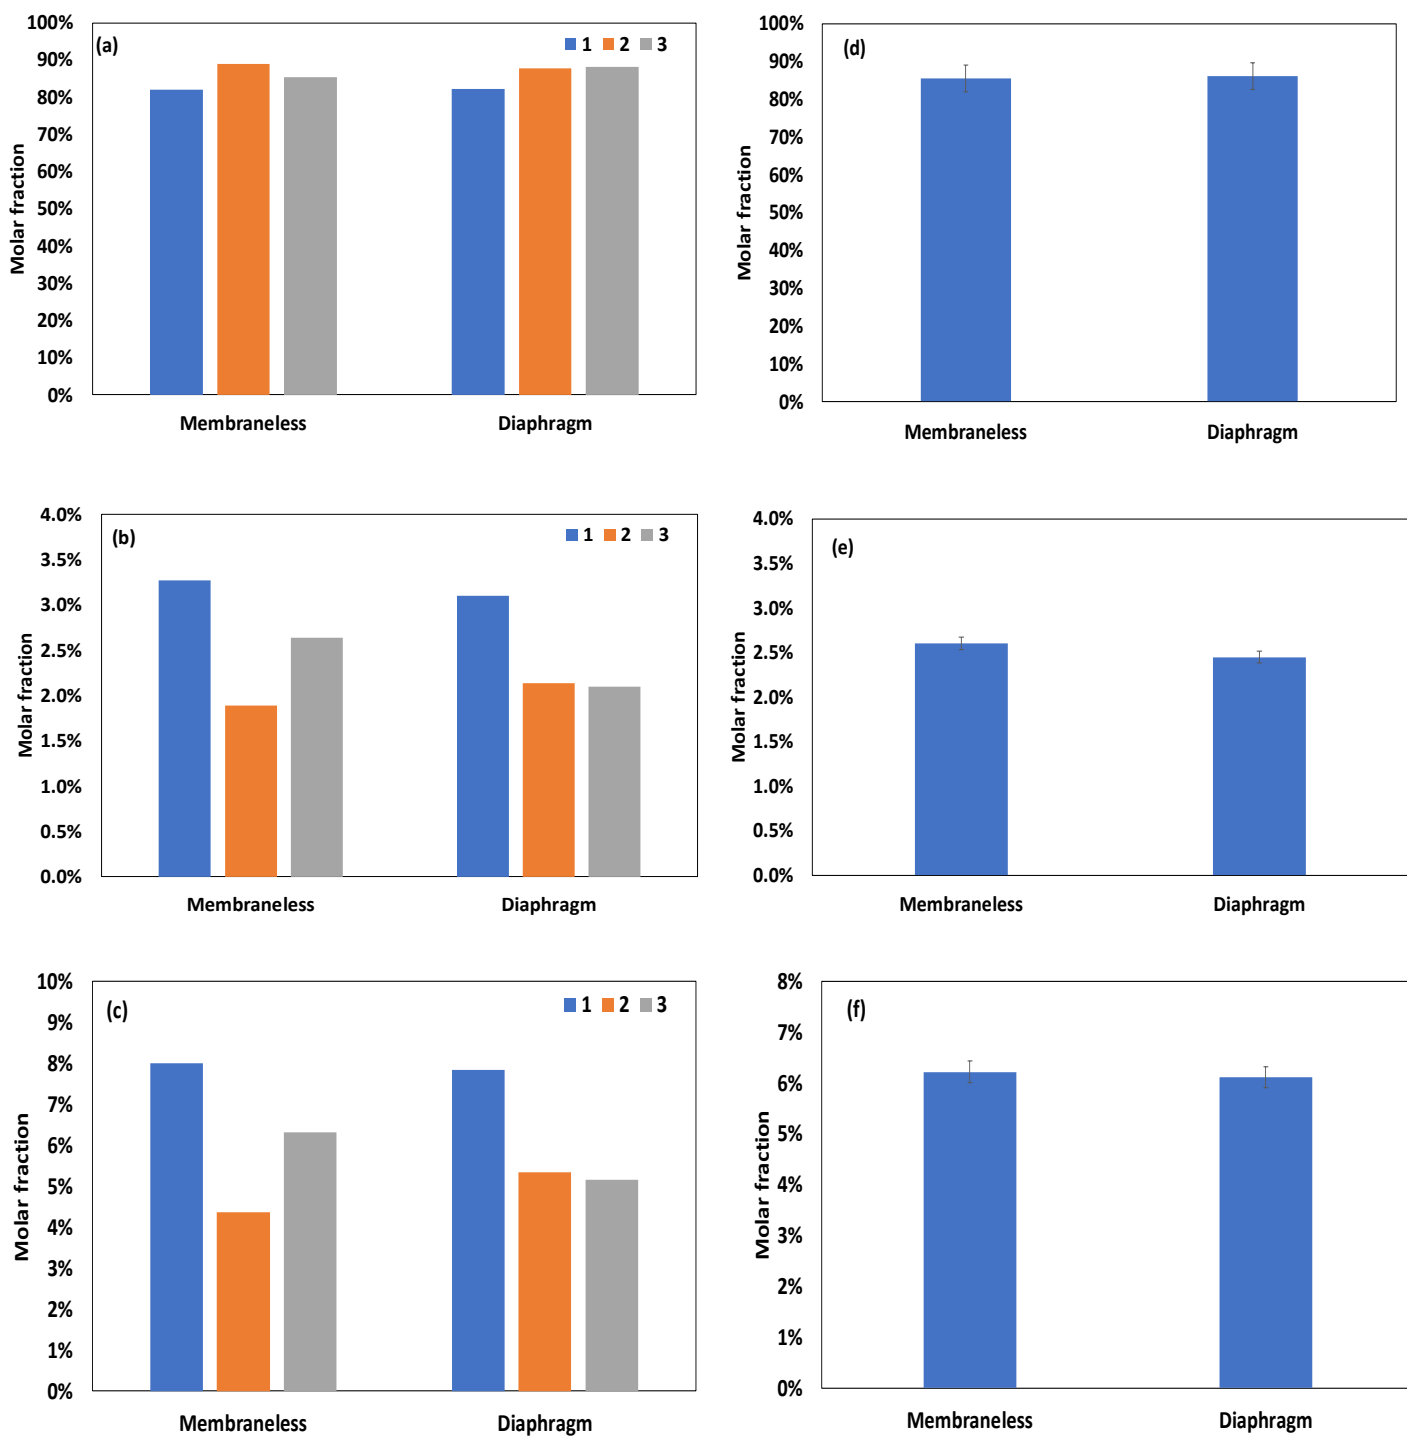 (a)
1 2 3
100%
90%
80%
70%
60%
50%
40%
30%
20%
10%
0%
Molar fraction
Membraneless Diaphragm
(d)
100%
90%
80%
70%
60%
50%
40%
30%
20%
10%
0%
Molar fraction
Membraneless Diaphragm
(b)
1 2 3
4.0%
3.5%
3.0%
2.5%
2.0%
1.5%
1.0%
0.5%
0.0%
Molar fraction
Membraneless Diaphragm
(e)
4.0%
3.5%
3.0%
2.5%
2.0%
1.5%
1.0%
0.5%
0.0%
Molar fraction
Membraneless Diaphragm
(c)
1 2 3
10%
9%
8%
7%
6%
5%
4%
3%
2%
1%
0%
Molar fraction
Membraneless Diaphragm
(f)
8%
7%
6%
5%
4%
3%
2%
1%
0%
Molar fraction
Membraneless Diaphragm